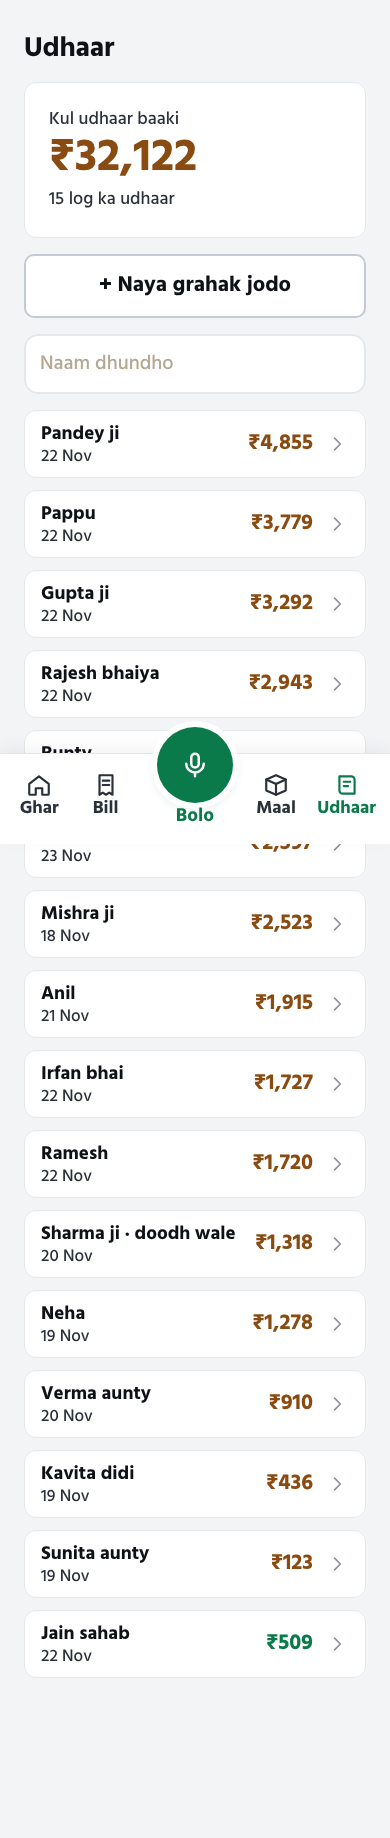 Udhaar
Kul udhaar baaki
₹32,122
15 log ka udhaar
+ Naya grahak jodo
Naam dhundho
Pandey ji
22 Nov
₹4,855
Pappu
22 Nov
₹3,779
Gupta ji
22 Nov
₹3,292
Rajesh bhaiya
22 Nov
₹2,943
Ghar
Bill
Bolo
Maal
Udhaar
23 Nov
Mishra ji
18 Nov
₹2,523
Anil
21 Nov
₹1,915
Irfan bhai
22 Nov
₹1,727
Ramesh
22 Nov
₹1,720
Sharma ji · doodh wale
20 Nov
₹1,318
Neha
19 Nov
₹1,278
Verma aunty
20 Nov
₹910
Kavita didi
19 Nov
₹436
Sunita aunty
19 Nov
₹123
Jain sahab
22 Nov
₹509